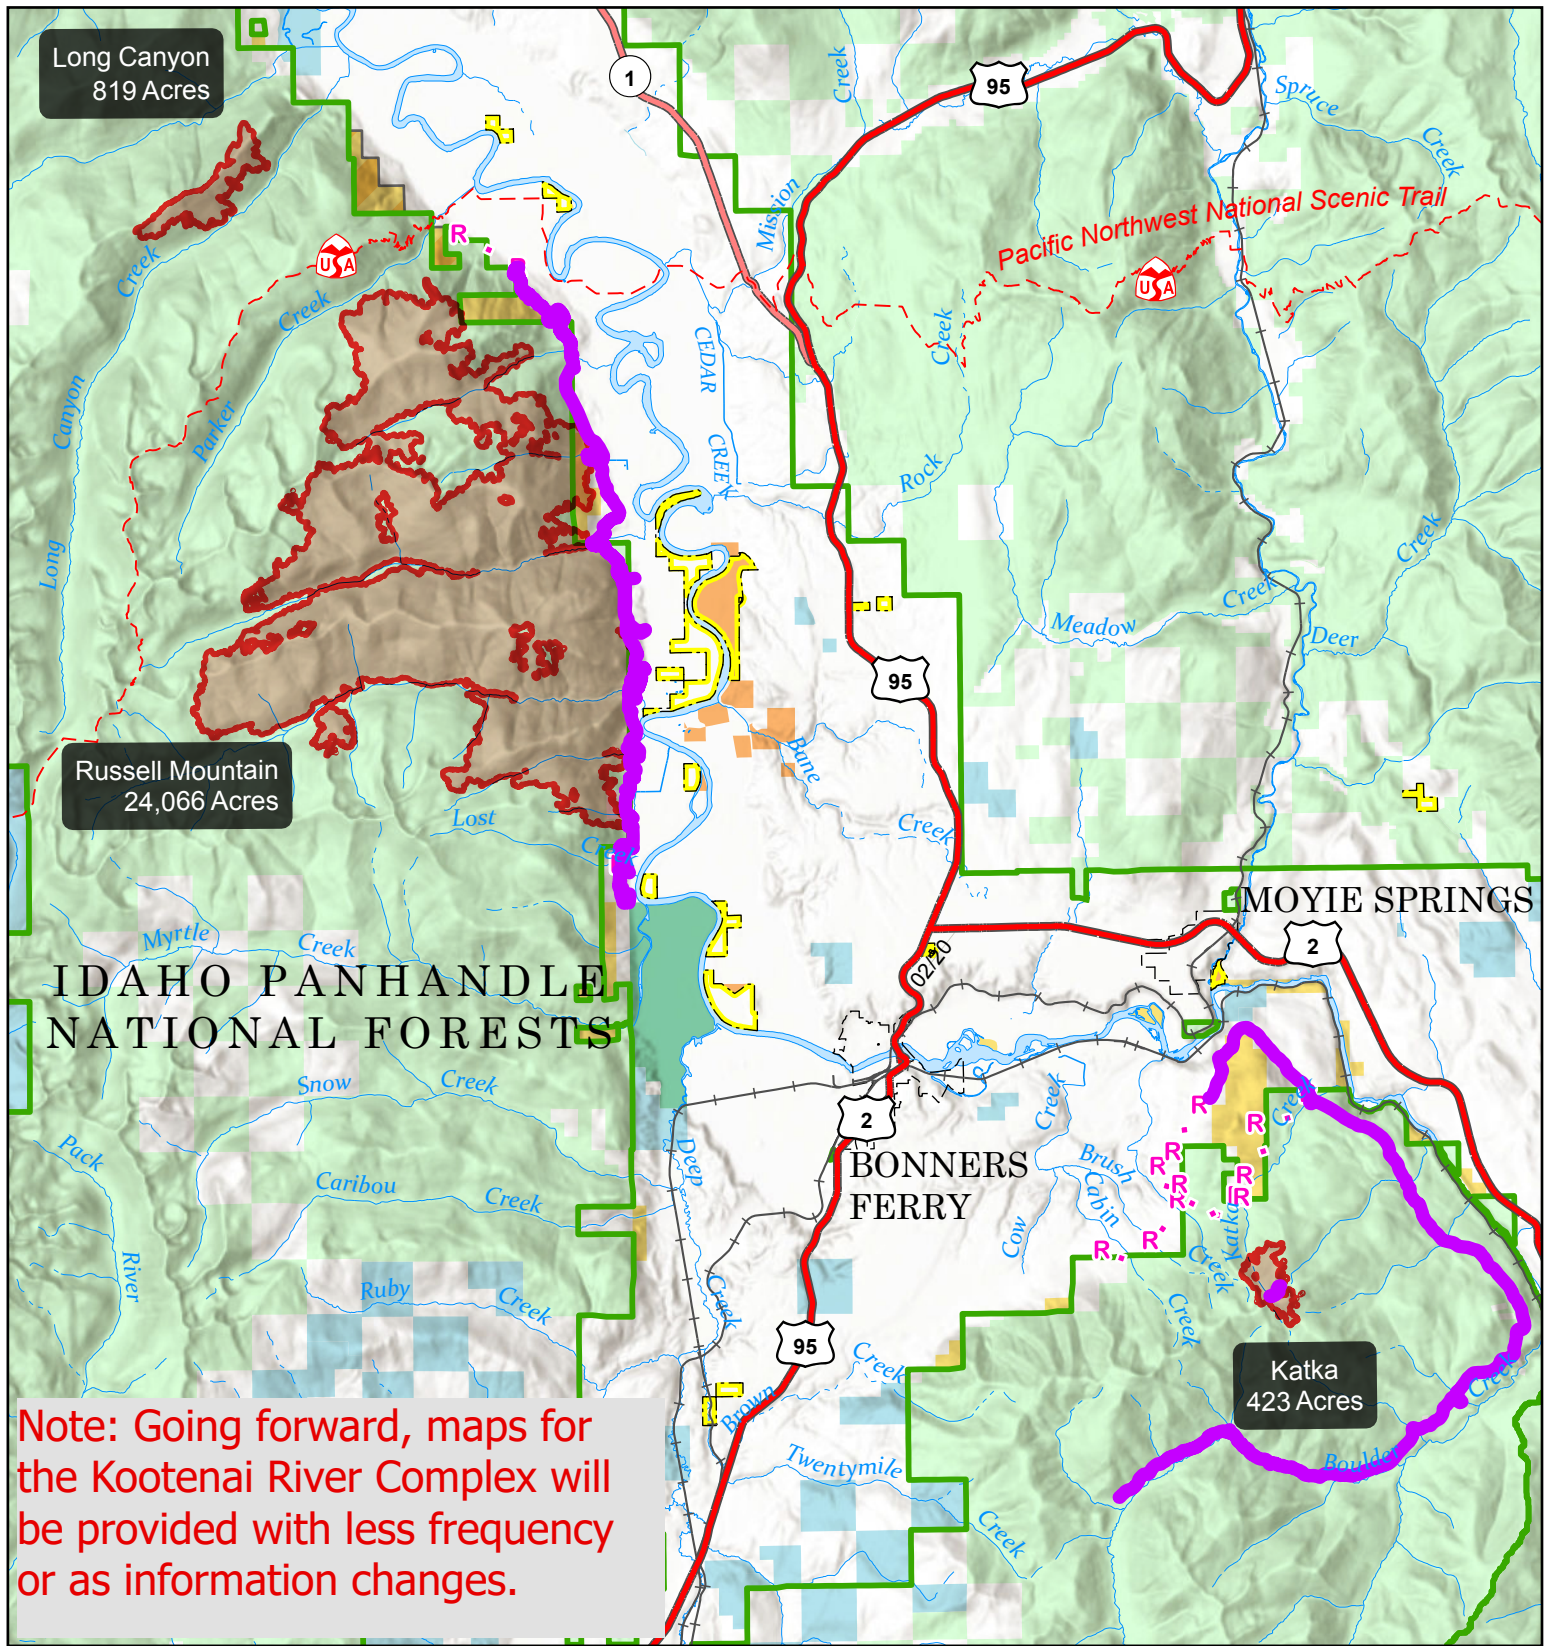 Long Canyon
819 Acres
1
95
Creek
Spruce
Creek
Mission
Pacific Northwest National Scenic Trail
R
USA
USA
Creek
Creek
Creek
CEDAR
CREEK
Canyon
Parker
Rock
Long
Creek
Creek
Meadow
Deer
95
Bane
Creek
Russell Mountain
24,066 Acres
Lost
Creek
MOYIE SPRINGS
2
Myrtle
Creek
02/20
IDAHO PANHANDLE
NATIONAL FORESTS
Snow
Creek
Creek
Creek
R
R
2
Pack
River
Deep
Creek
BONNERS
FERRY
Brush
Cabin
Creek
Cow
Katka
R
R
R
R
R
R
R
R
Caribou
Creek
Ruby
Creek
Creek
95
Creek
Brown
Katka
423 Acres
Creek
Boulder
Twentymile
Creek
Note: Going forward, maps for
the Kootenai River Complex will
be provided with less frequency
or as information changes.